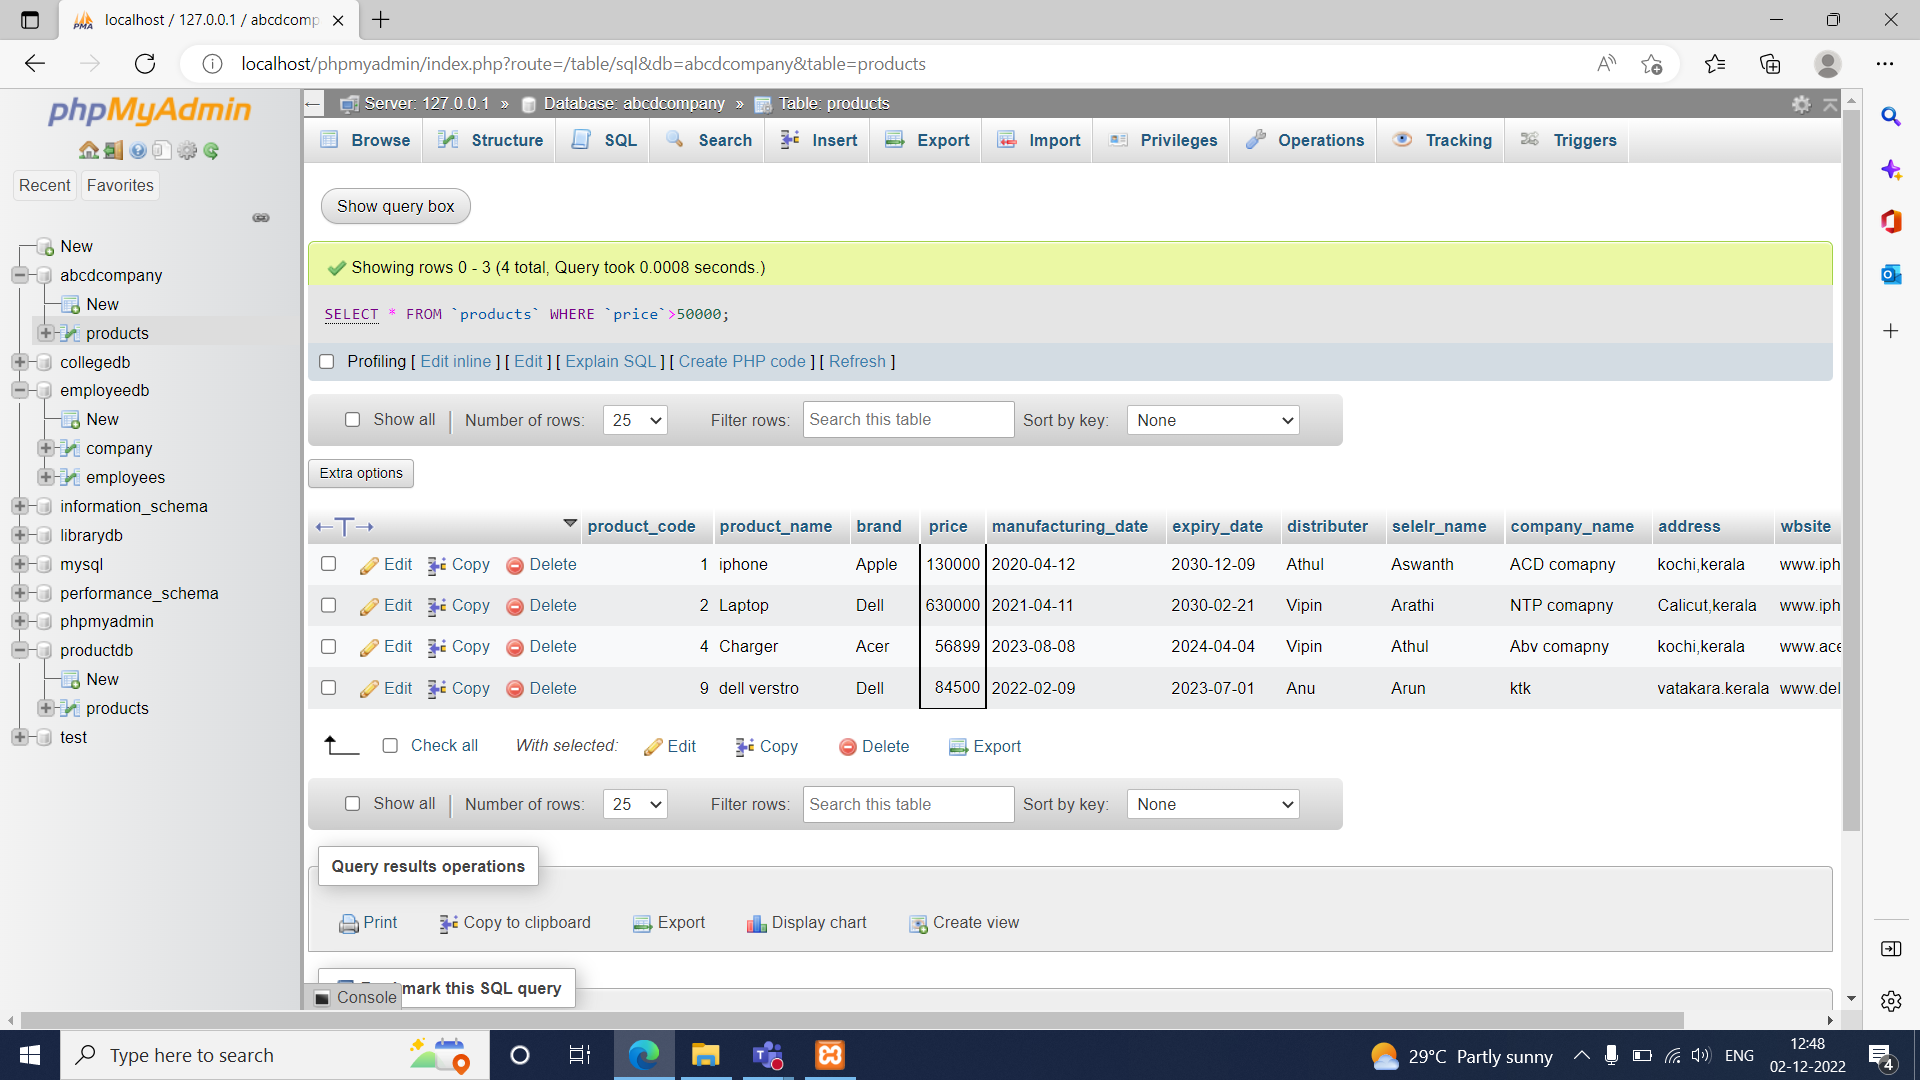 localhost / 127.0.0.1 / abcdcomp
localhost/phpmyadmin/index.php?route=/table/sql&db=abcdcompany&table=products
phpMyAdmin
Recent Favorites
New
abcdcompany
New
products
collegedb
employeedb
New
company
employees
information_schema
librarydb
mysql
performance_schema
phpmyadmin
productdb
New
products
test
Server: 127.0.0.1 » Database: abcdcompany » Table: products
Browse Structure SQL Search Insert Export Import Privileges Operations Tracking Triggers
Show query box
Showing rows 0 - 3 (4 total, Query took 0.0008 seconds.)
SELECT * FROM `products` WHERE `price`>50000;
Profiling [ Edit inline ] [ Edit ] [ Explain SQL ] [ Create PHP code ] [ Refresh ]
Show all Number of rows: 25 Filter rows: Search this table Sort by key: None
Extra options
←T→ product_code product_name brand price manufacturing_date expiry_date distributer selelr_name company_name address wbsite
Edit Copy Delete 1 iphone Apple 130000 2020-04-12 2030-12-09 Athul Aswanth ACD comapny kochi,kerala www.iph
Edit Copy Delete 2 Laptop Dell 630000 2021-04-11 2030-02-21 Vipin Arathi NTP comapny Calicut,kerala www.iph
Edit Copy Delete 4 Charger Acer 56899 2023-08-08 2024-04-04 Vipin Athul Abv comapny kochi,kerala www.ace
Edit Copy Delete 9 dell verstro Dell 84500 2022-02-09 2023-07-01 Anu Arun ktk vatakara.kerala www.del
Check all With selected: Edit Copy Delete Export
Show all Number of rows: 25 Filter rows: Search this table Sort by key: None
Query results operations
Print Copy to clipboard Export Display chart Create view
mark this SQL query
Console
Type here to search
29°C Partly sunny
ENG
12:48
02-12-2022
4